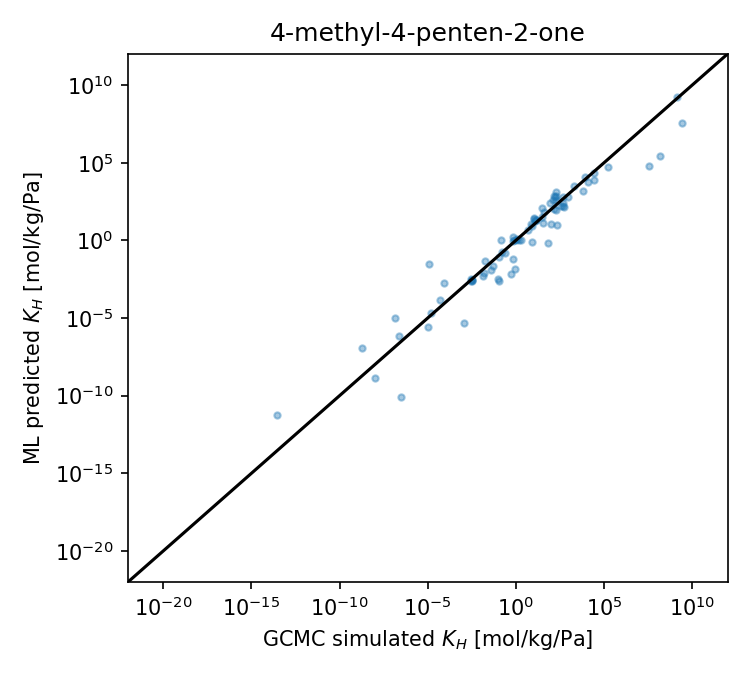 4-methyl-4-penten-2-one
ML predicted K_H [mol/kg/Pa]
10^10
10^5
10^0
10^−5
10^−10
10^−15
10^−20
10^−20 10^−15 10^−10 10^−5 10^0 10^5 10^10
GCMC simulated K_H [mol/kg/Pa]